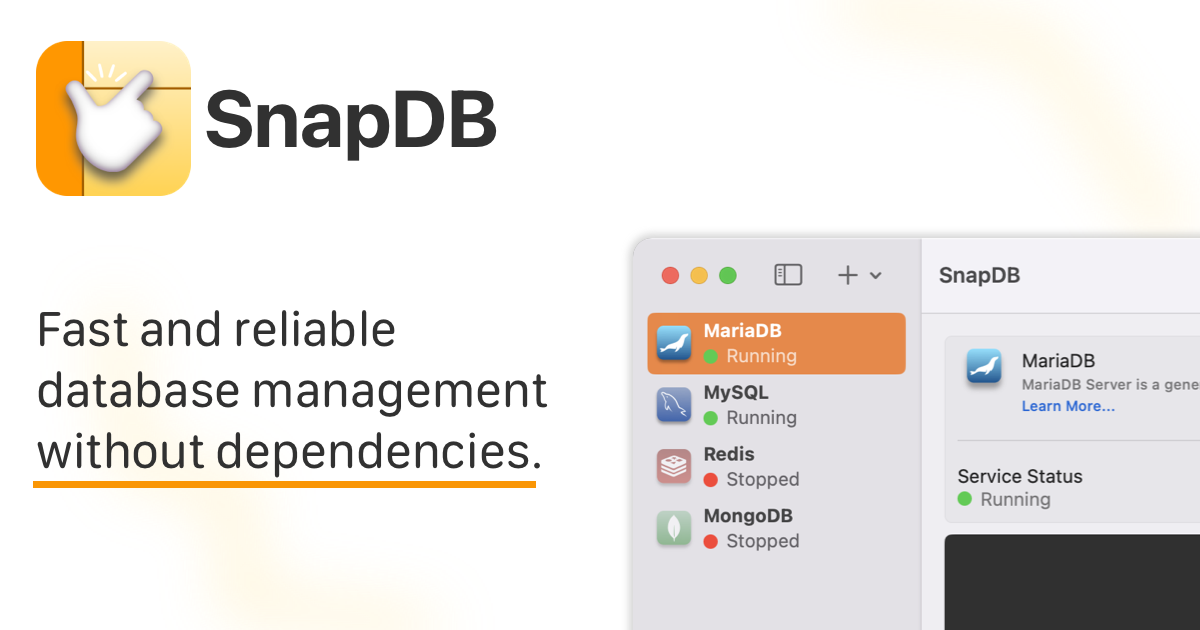 SnapDB
Fast and reliable
database management
without dependencies.
SnapDB
MariaDB
Running
MySQL
Running
Redis
Stopped
MongoDB
Stopped
MariaDB
MariaDB Server is a gene
Learn More...
Service Status
Running